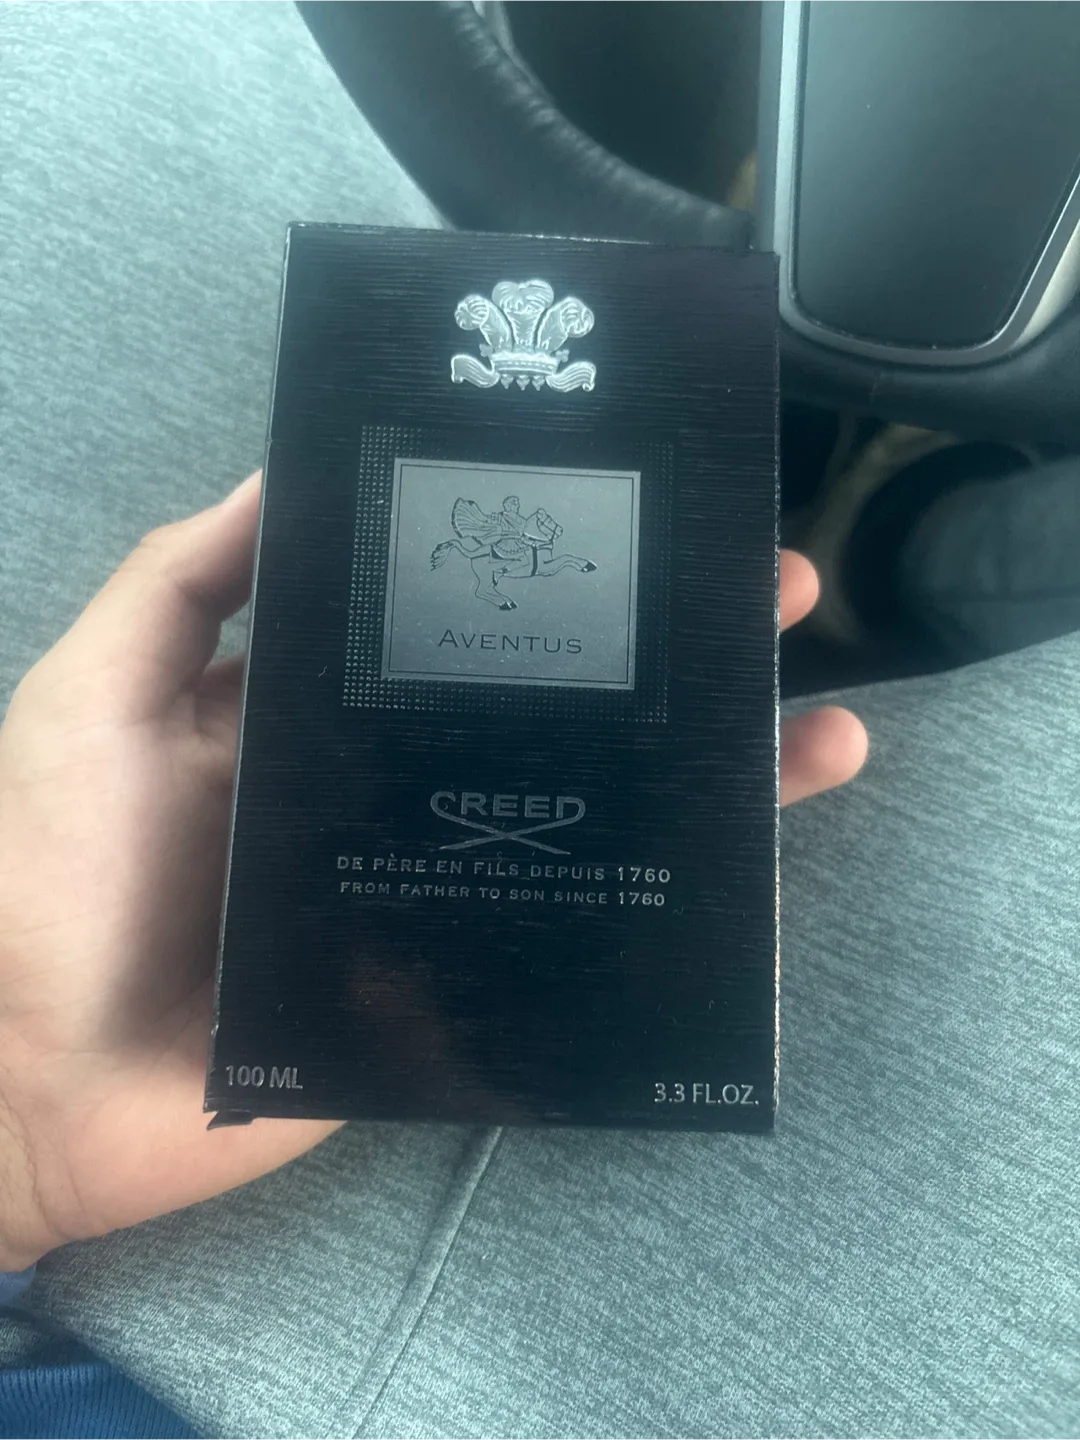 AVENTUS
CREED
DE PÈRE EN FILS DEPUIS 1760
FROM FATHER TO SON SINCE 1760
100 ML
3.3 FL.OZ.